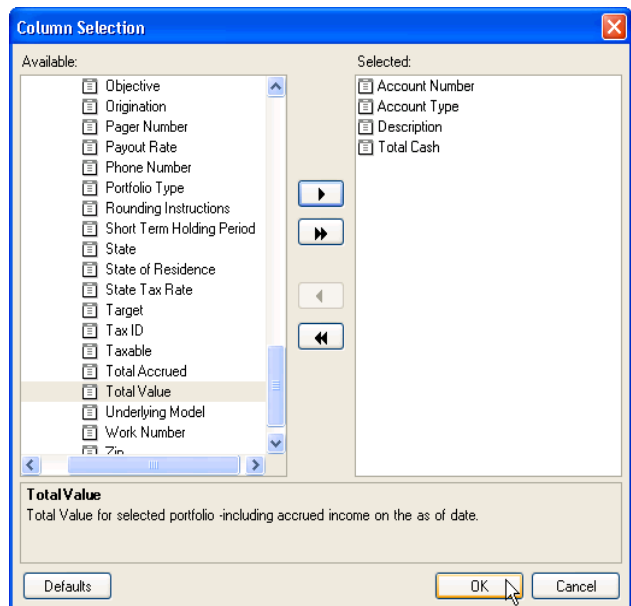 Column Selection
Available:
Objective
Origination
Pager Number
Payout Rate
Phone Number
Portfolio Type
Rounding Instructions
Short Term Holding Period
State
State of Residence
State Tax Rate
Target
Tax ID
Taxable
Total Accrued
Total Value
Underlying Model
Work Number
Zip
Selected:
Account Number
Account Type
Description
Total Cash
Total Value
Total Value for selected portfolio -including accrued income on the as of date.
Defaults
OK
Cancel